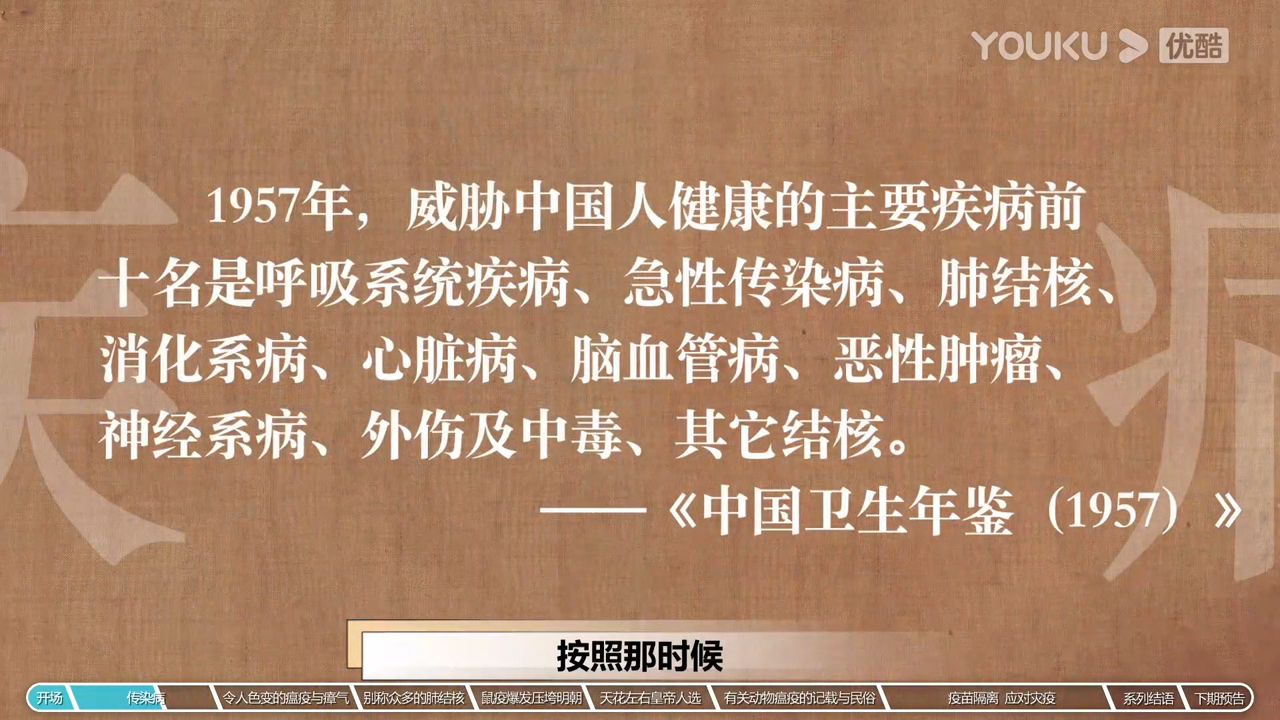 YOUKU 优酷
1957年，威胁中国人健康的主要疾病前
十名是呼吸系统疾病、急性传染病、肺结核、
消化系病、心脏病、脑血管病、恶性肿瘤、
神经系病、外伤及中毒、其它结核。
——《中国卫生年鉴（1957）》
按照那时候
开场 传染病 令人色变的瘟疫与瘴气 别称众多的肺结核 鼠疫爆发压垮明朝 天花左右皇帝人选 有关动物瘟疫的记载与民俗 疫苗隔离 应对灾疫 系列结语 下期预告